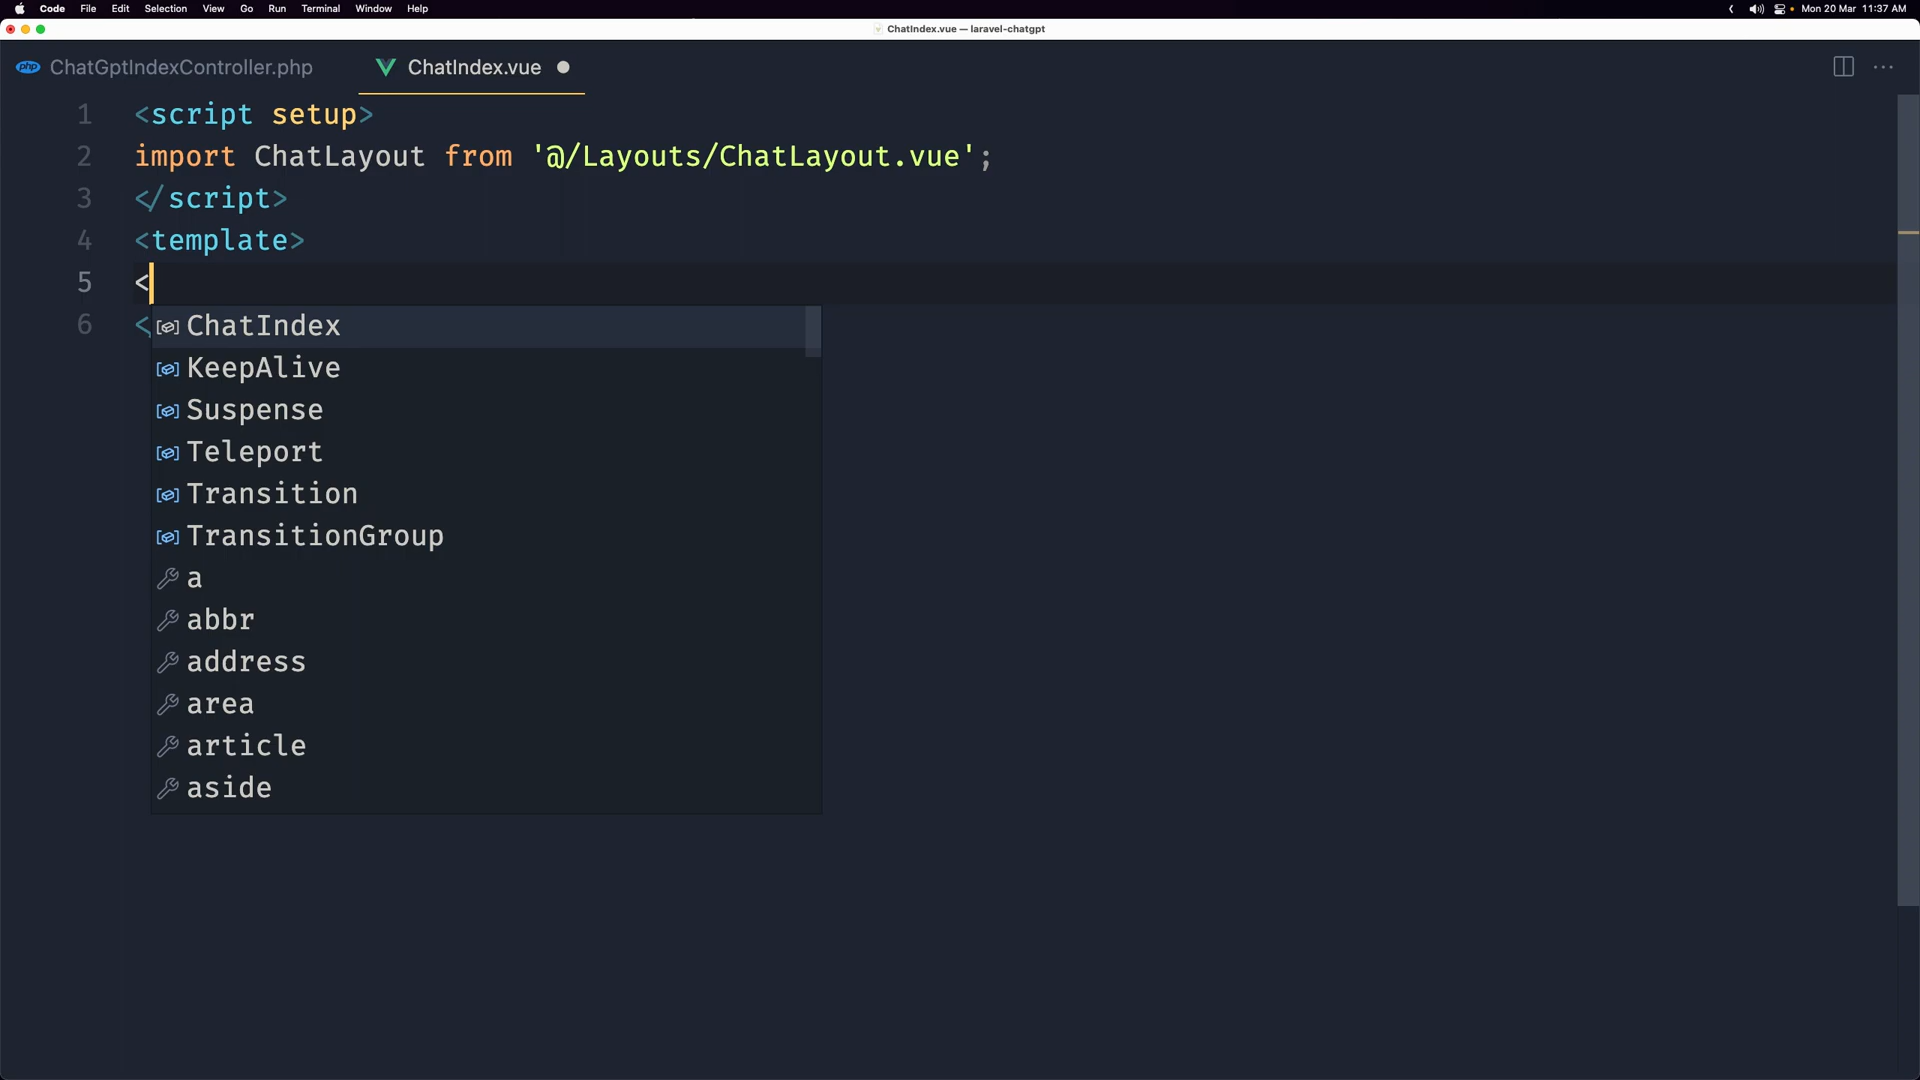 Code File Edit Selection View Go Run Terminal Window Help Mon 20 Mar 11:37 AM
ChatIndex.vue — laravel-chatgpt
php ChatGptIndexController.php ChatIndex.vue
1 <script setup>
2 import ChatLayout from '@/Layouts/ChatLayout.vue';
3 </script>
4 <template>
5 <
6 <
ChatIndex
KeepAlive
Suspense
Teleport
Transition
TransitionGroup
a
abbr
address
area
article
aside